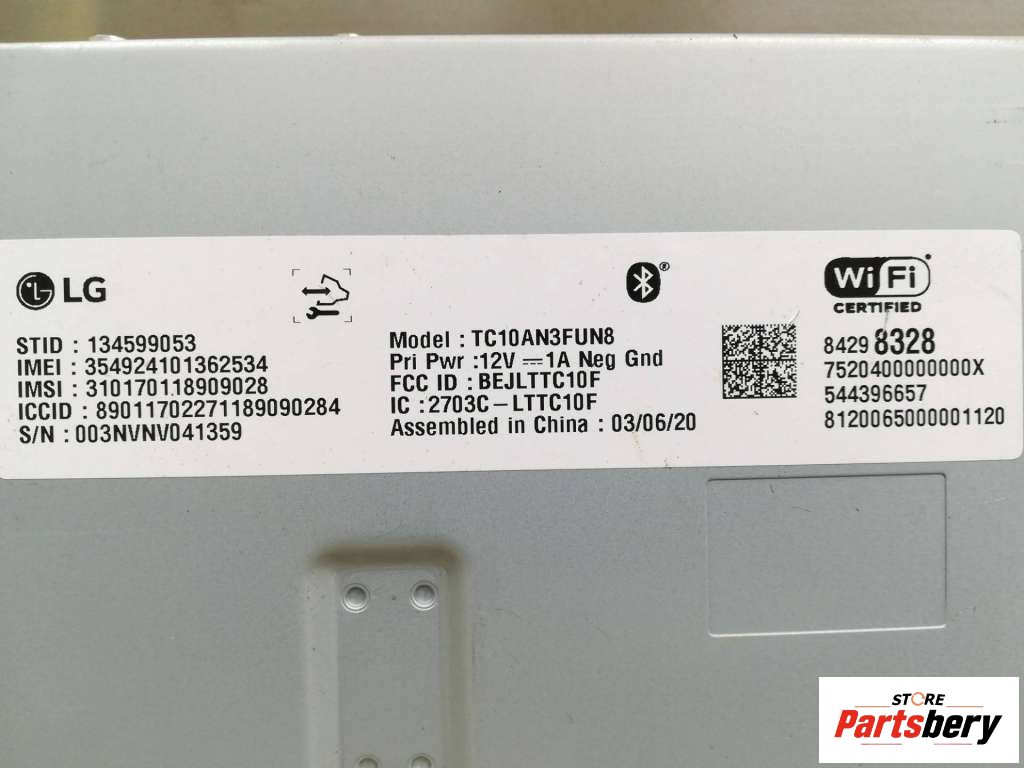 LG
STID : 134599053
IMEI : 354924101362534
IMSI : 310170118909028
ICCID : 89011702271189090284
S/N : 003NVNV041359
Model : TC10AN3FUN8
Pri Pwr :12V ⎓ 1A Neg Gnd
FCC ID : BEJLTTC10F
IC : 2703C-LTTC10F
Assembled in China : 03/06/20
Wi Fi
CERTIFIED
8429 8328
7520400000000X
544396657
8120065000001120
STORE
Partsbery